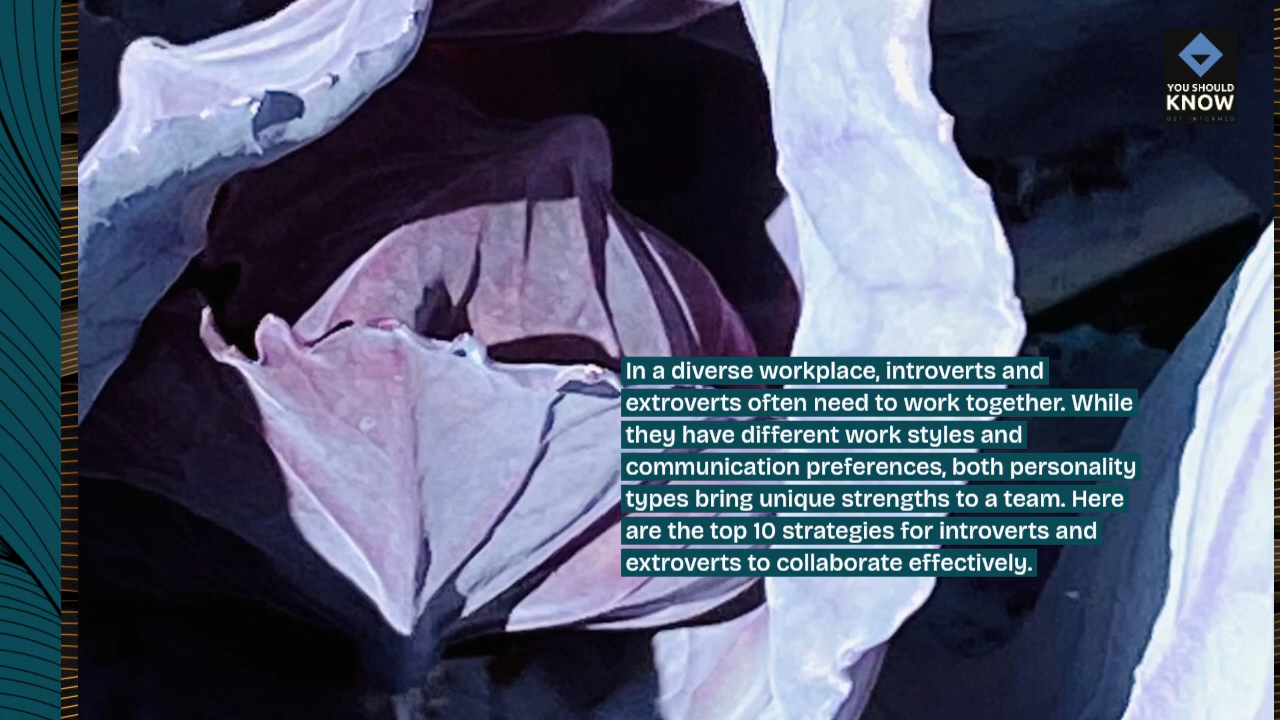 YOU SHOULD
KNOW
GET INFORMED
In a diverse workplace, introverts and
extroverts often need to work together. While
they have different work styles and
communication preferences, both personality
types bring unique strengths to a team. Here
are the top 10 strategies for introverts and
extroverts to collaborate effectively.